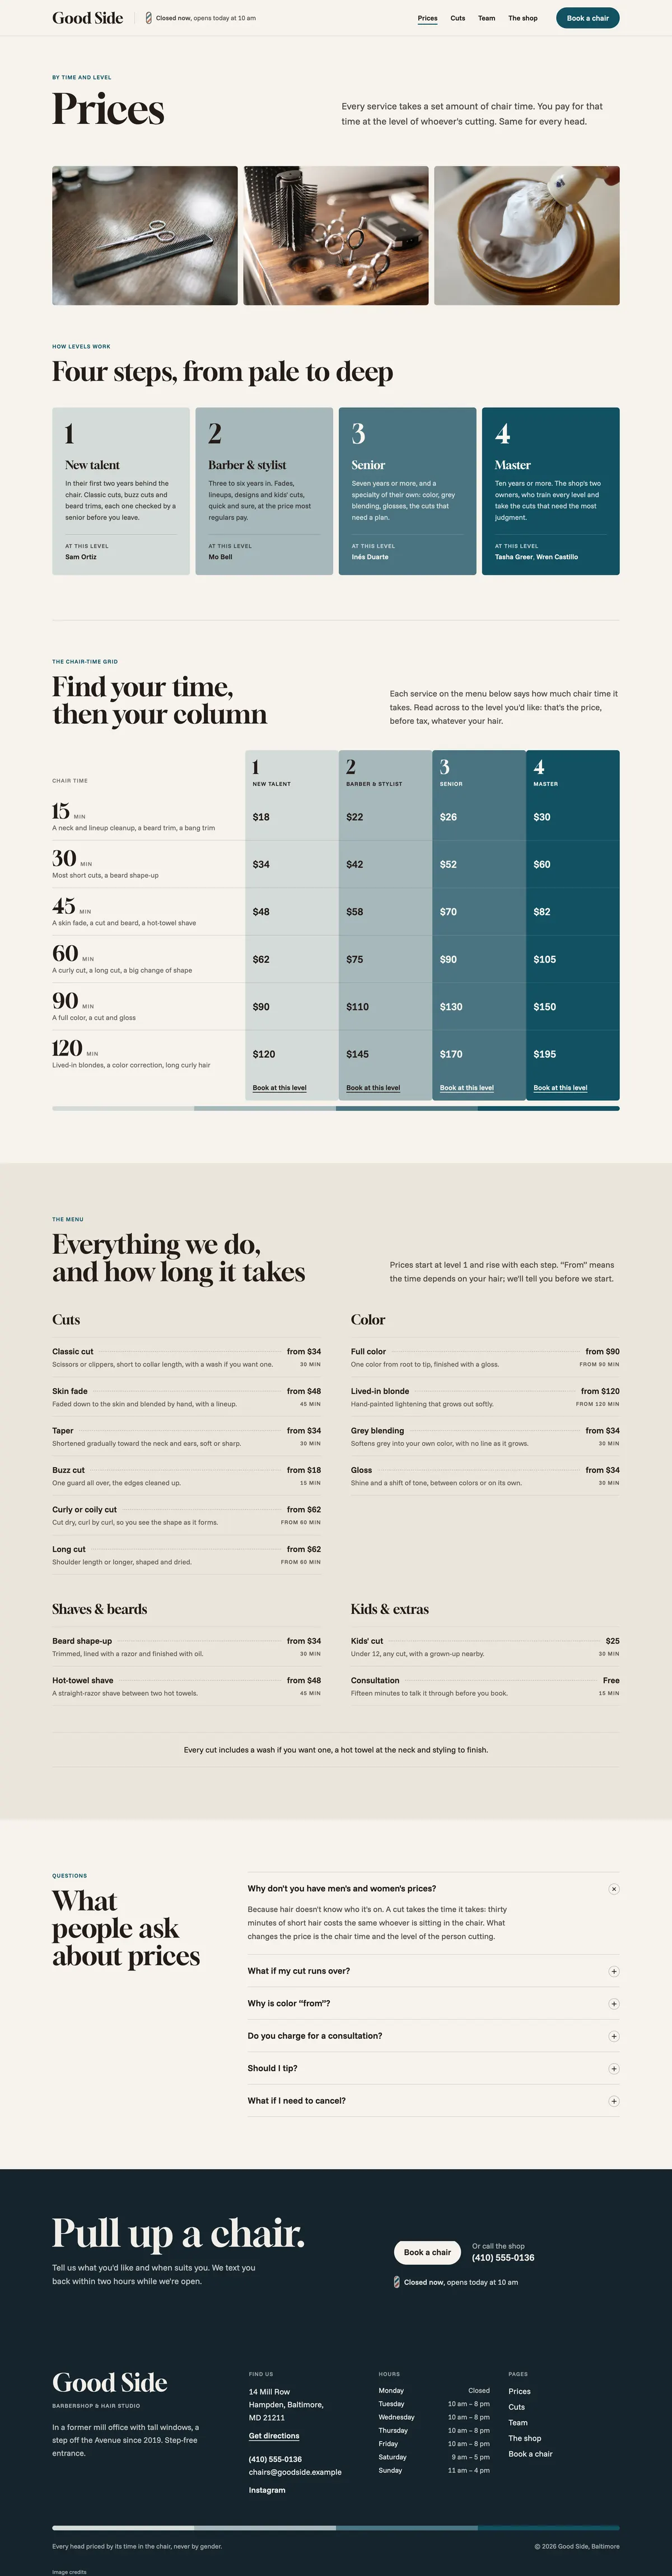 Good Side
Closed now, opens today at 10 am
Prices Cuts Team The shop Book a chair
BY TIME AND LEVEL
Prices
Every service takes a set amount of chair time. You pay for that
time at the level of whoever's cutting. Same for every head.
HOW LEVELS WORK
Four steps, from pale to deep
1
New talent
In their first two years behind the
chair. Classic cuts, buzz cuts and
beard trims, each one checked by a
senior before you leave.
AT THIS LEVEL
Sam Ortiz
2
Barber & stylist
Three to six years in. Fades,
lineups, designs and kids' cuts,
quick and sure, at the price most
regulars pay.
AT THIS LEVEL
Mo Bell
3
Senior
Seven years or more, and a
specialty of their own: color, grey
blending, glosses, the cuts that
need a plan.
AT THIS LEVEL
Inés Duarte
4
Master
Ten years or more. The shop's two
owners, who train every level and
take the cuts that need the most
judgment.
AT THIS LEVEL
Tasha Greer, Wren Castillo
THE CHAIR-TIME GRID
Find your time,
then your column
Each service on the menu below says how much chair time it
takes. Read across to the level you'd like: that's the price,
before tax, whatever your hair.
CHAIR TIME
1 NEW TALENT
2 BARBER & STYLIST
3 SENIOR
4 MASTER
15 MIN
A neck and lineup cleanup, a beard trim, a bang trim
$18 $22 $26 $30
30 MIN
Most short cuts, a beard shape-up
$34 $42 $52 $60
45 MIN
A skin fade, a cut and beard, a hot-towel shave
$48 $58 $70 $82
60 MIN
A curly cut, a long cut, a big change of shape
$62 $75 $90 $105
90 MIN
A full color, a cut and gloss
$90 $110 $130 $150
120 MIN
Lived-in blondes, a color correction, long curly hair
$120 $145 $170 $195
Book at this level Book at this level Book at this level Book at this level
THE MENU
Everything we do,
and how long it takes
Prices start at level 1 and rise with each step. “From” means
the time depends on your hair; we'll tell you before we start.
Cuts
Classic cut from $34
Scissors or clippers, short to collar length, with a wash if you want one. 30 MIN
Skin fade from $48
Faded down to the skin and blended by hand, with a lineup. 45 MIN
Taper from $34
Shortened gradually toward the neck and ears, soft or sharp. 30 MIN
Buzz cut from $18
One guard all over, the edges cleaned up. 15 MIN
Curly or coily cut from $62
Cut dry, curl by curl, so you see the shape as it forms. FROM 60 MIN
Long cut from $62
Shoulder length or longer, shaped and dried. FROM 60 MIN
Color
Full color from $90
One color from root to tip, finished with a gloss. FROM 90 MIN
Lived-in blonde from $120
Hand-painted lightening that grows out softly. FROM 120 MIN
Grey blending from $34
Softens grey into your own color, with no line as it grows. 30 MIN
Gloss from $34
Shine and a shift of tone, between colors or on its own. 30 MIN
Shaves & beards
Beard shape-up from $34
Trimmed, lined with a razor and finished with oil. 30 MIN
Hot-towel shave from $48
A straight-razor shave between two hot towels. 45 MIN
Kids & extras
Kids' cut $25
Under 12, any cut, with a grown-up nearby. 30 MIN
Consultation Free
Fifteen minutes to talk it through before you book. 15 MIN
Every cut includes a wash if you want one, a hot towel at the neck and styling to finish.
QUESTIONS
What
people ask
about prices
Why don't you have men's and women's prices?
Because hair doesn't know who it's on. A cut takes the time it takes: thirty
minutes of short hair costs the same whoever is sitting in the chair. What
changes the price is the chair time and the level of the person cutting.
What if my cut runs over?
Why is color “from”?
Do you charge for a consultation?
Should I tip?
What if I need to cancel?
Pull up a chair.
Tell us what you'd like and when suits you. We text you
back within two hours while we're open.
Book a chair
Or call the shop
(410) 555-0136
Closed now, opens today at 10 am
Good Side
BARBERSHOP & HAIR STUDIO
In a former mill office with tall windows, a
step off the Avenue since 2019. Step-free
entrance.
FIND US
14 Mill Row
Hampden, Baltimore,
MD 21211
Get directions
(410) 555-0136
chairs@goodside.example
Instagram
HOURS
Monday Closed
Tuesday 10 am – 8 pm
Wednesday 10 am – 8 pm
Thursday 10 am – 8 pm
Friday 10 am – 8 pm
Saturday 9 am – 5 pm
Sunday 11 am – 4 pm
PAGES
Prices
Cuts
Team
The shop
Book a chair
Every head priced by its time in the chair, never by gender.
© 2026 Good Side, Baltimore
Image credits